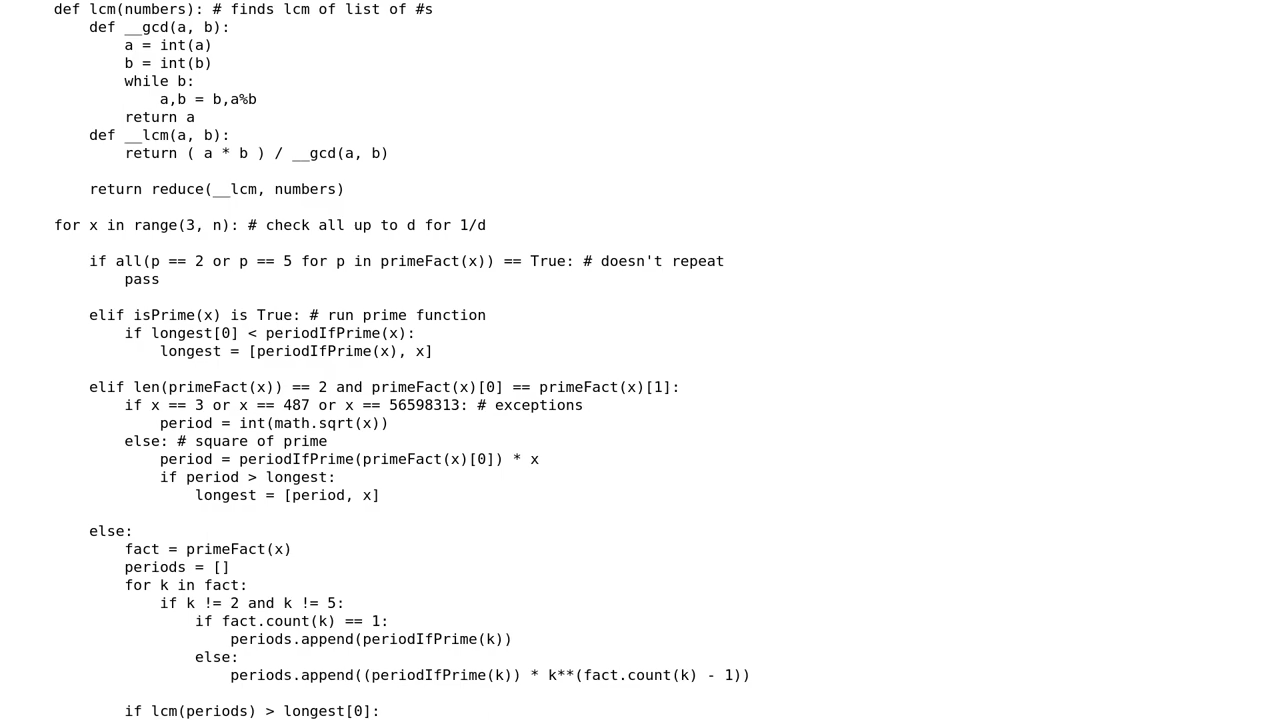 def lcm(numbers): # finds lcm of list of #s
    def __gcd(a, b):
        a = int(a)
        b = int(b)
        while b:
            a,b = b,a%b
        return a
    def __lcm(a, b):
        return ( a * b ) / __gcd(a, b)

    return reduce(__lcm, numbers)

for x in range(3, n): # check all up to d for 1/d

    if all(p == 2 or p == 5 for p in primeFact(x)) == True: # doesn't repeat
        pass

    elif isPrime(x) is True: # run prime function
        if longest[0] < periodIfPrime(x):
            longest = [periodIfPrime(x), x]

    elif len(primeFact(x)) == 2 and primeFact(x)[0] == primeFact(x)[1]:
        if x == 3 or x == 487 or x == 56598313: # exceptions
            period = int(math.sqrt(x))
        else: # square of prime
            period = periodIfPrime(primeFact(x)[0]) * x
            if period > longest:
                longest = [period, x]

    else:
        fact = primeFact(x)
        periods = []
        for k in fact:
            if k != 2 and k != 5:
                if fact.count(k) == 1:
                    periods.append(periodIfPrime(k))
                else:
                    periods.append((periodIfPrime(k)) * k**(fact.count(k) - 1))

        if lcm(periods) > longest[0]: